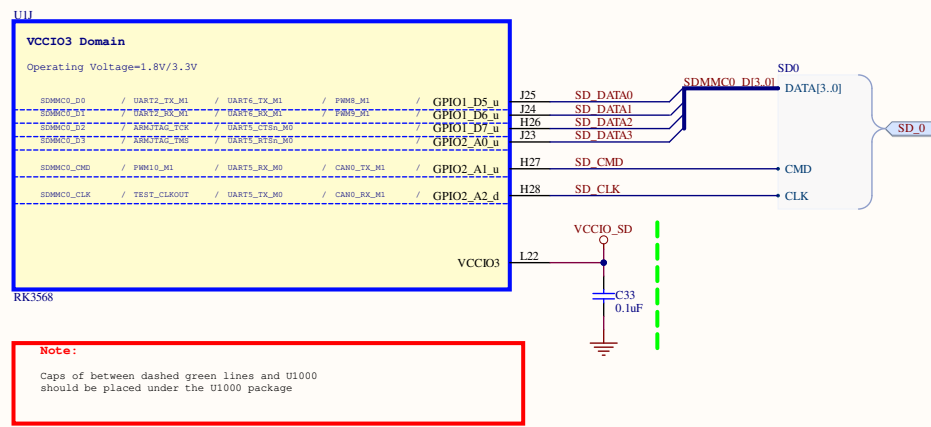 U1J
VCCIO3 Domain
Operating Voltage=1.8V/3.3V
SD0
SDMMC0_D[3..0]
DATA[3..0]
SDMMC0_D0 / UART2_TX_M1 / UART6_TX_M1 / PWM8_M1 / GPIO1_D5_u J25 SD_DATA0
SDMMC0_D1 / UART2_RX_M1 / UART6_RX_M1 / PWM9_M1 / GPIO1_D6_u J24 SD_DATA1
SDMMC0_D2 / ARMJTAG_TCK / UART5_CTSn_M0 / GPIO1_D7_u H26 SD_DATA2
SDMMC0_D3 / ARMJTAG_TMS / UART5_RTSn_M0 / GPIO2_A0_u J23 SD_DATA3
SD_0
SDMMC0_CMD / PWM10_M1 / UART5_RX_M0 / CAN0_TX_M1 / GPIO2_A1_u H27 SD_CMD CMD
SDMMC0_CLK / TEST_CLKOUT / UART5_TX_M0 / CAN0_RX_M1 / GPIO2_A2_d H28 SD_CLK CLK
VCCIO_SD
VCCIO3 L22
C33
0.1uF
RK3568
Note:
Caps of between dashed green lines and U1000
should be placed under the U1000 package